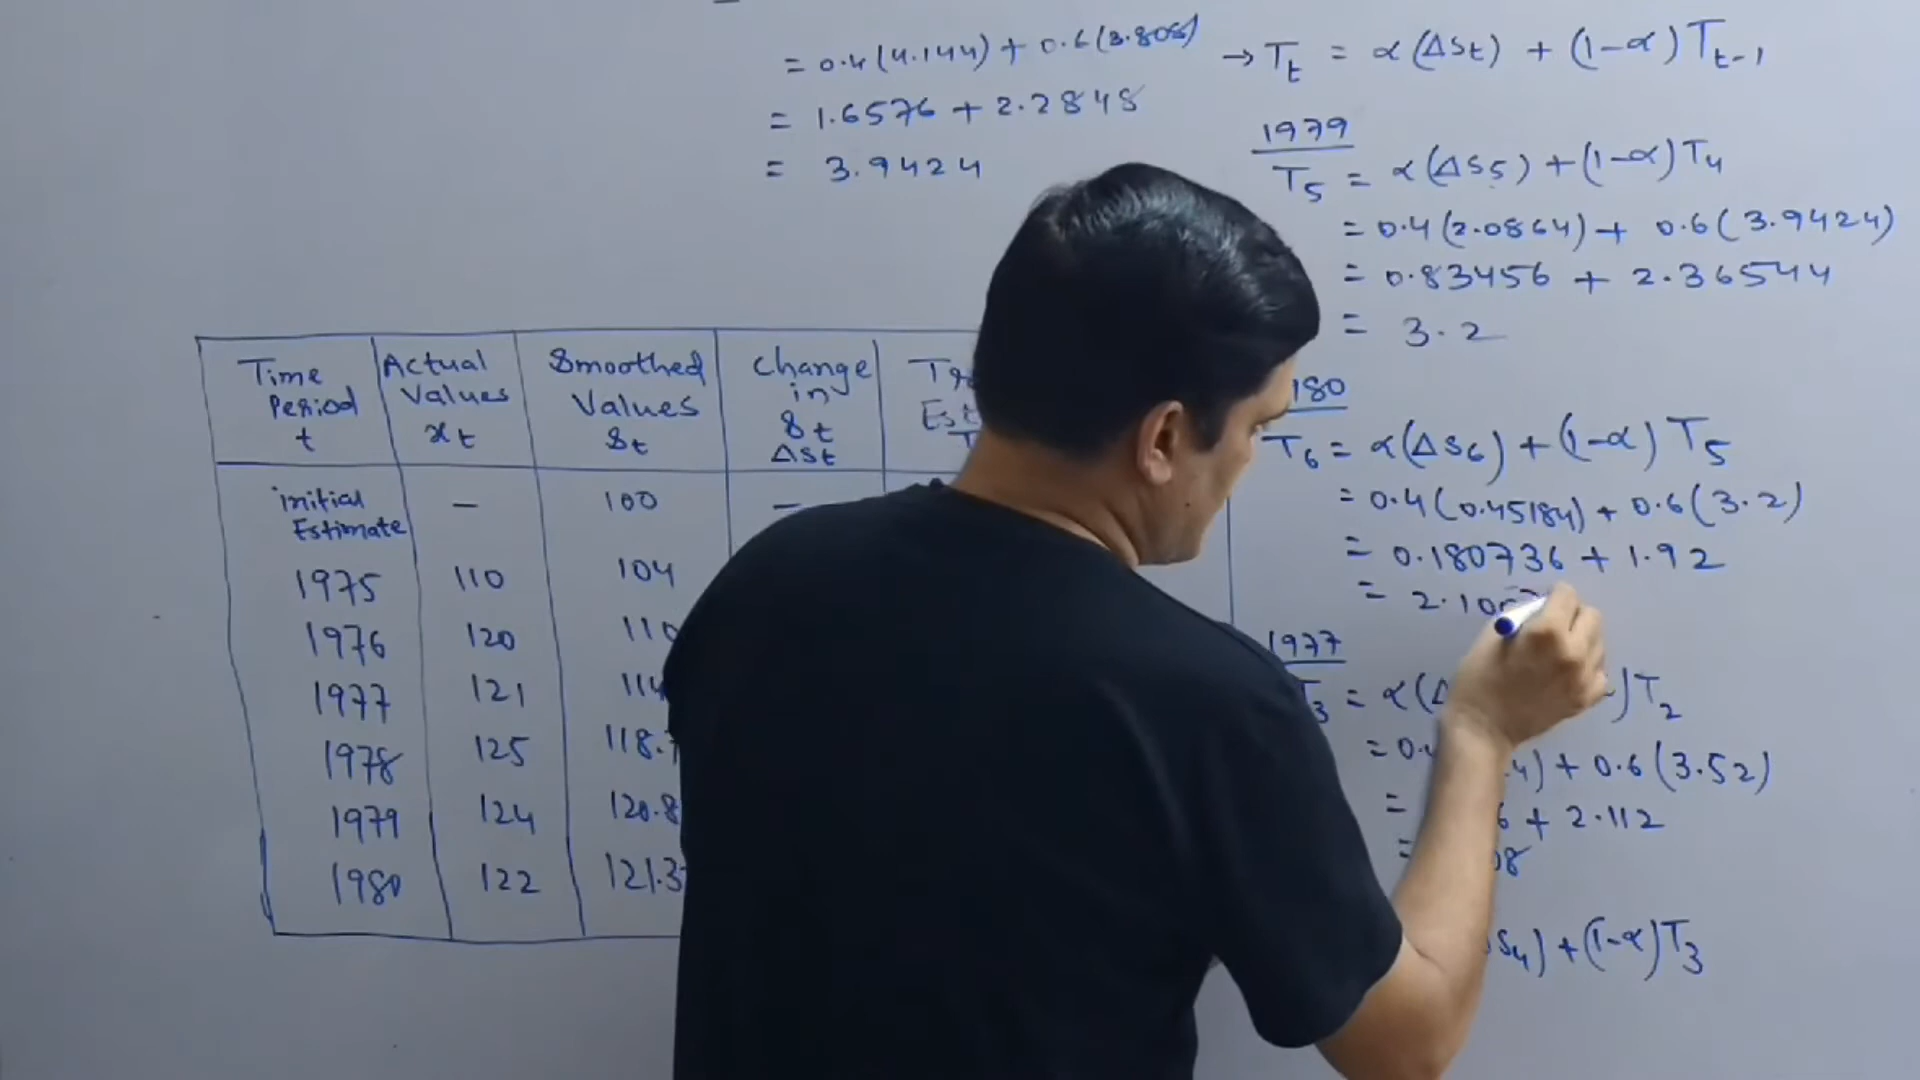 = 0.4(4.144) + 0.6(3.808)
= 1.6576 + 2.2848
= 3.9424
→ Tt = α(ΔSt) + (1-α)Tt-1
1979
T5 = α(ΔS5) + (1-α)T4
= 0.4(2.0864) + 0.6(3.9424)
= 0.83456 + 2.36544
= 3.2
180
T6 = α(ΔS6) + (1-α)T5
= 0.4(0.45184) + 0.6(3.2)
= 0.180736 + 1.92
= 2.10
1977
3 = α(Δ )T2
= 0.4 .4) + 0.6(3.52)
= 6 + 2.112
= 08
S4) + (1-α)T3
Time Period t
Actual Values xt
Smoothed Values St
Change in St ΔSt
initial Estimate — 100 —
1975 110 104
1976 120 110
1977 121 114
1978 125 118.7
1979 124 120.8
1980 122 121.3